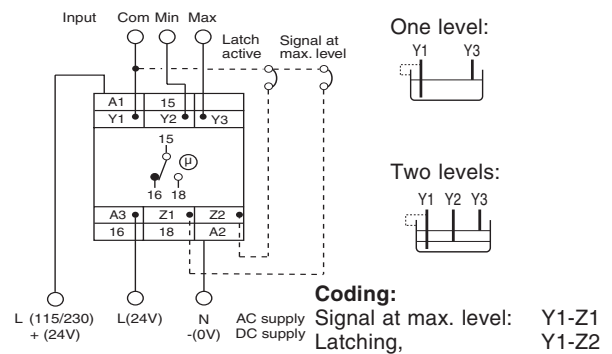 Input Com Min Max
Latch active
Signal at max. level
A1 15
Y1 Y2 Y3
15
µ
16 18
A3 Z1 Z2
16 18 A2
L (115/230)
+ (24V)
L(24V)
N
-(0V)
AC supply
DC supply
One level:
Y1 Y3
Two levels:
Y1 Y2 Y3
Coding:
Signal at max. level: Y1-Z1
Latching, Y1-Z2